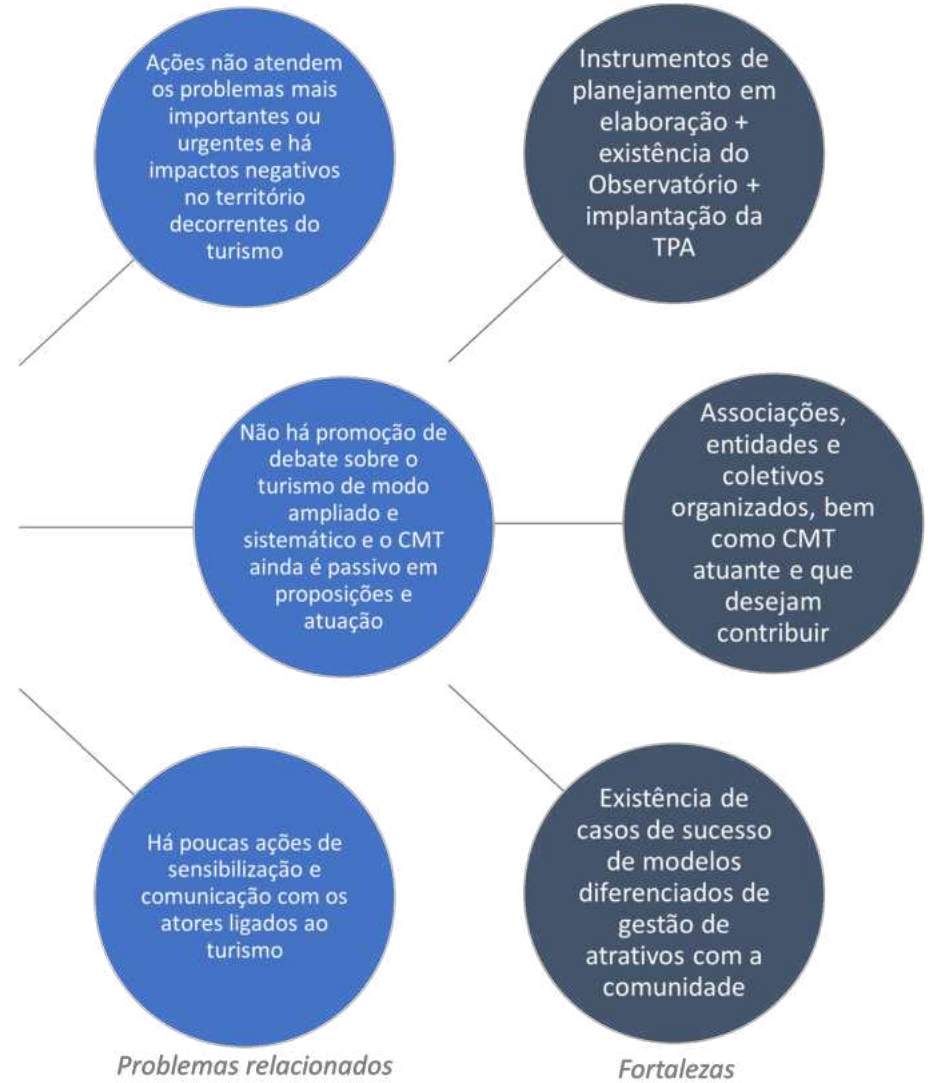 Ações não atendem
os problemas mais
importantes ou
urgentes e há
impactos negativos
no território
decorrentes do
turismo
Instrumentos de
planejamento em
elaboração +
existência do
Observatório +
implantação da
TPA
Não há promoção de
debate sobre o
turismo de modo
ampliado e
sistemático e o CMT
ainda é passivo em
proposições e
atuação
Associações,
entidades e
coletivos
organizados, bem
como CMT
atuante e que
desejam
contribuir
Há poucas ações de
sensibilização e
comunicação com os
atores ligados ao
turismo
Existência de
casos de sucesso
de modelos
diferenciados de
gestão de
atrativos com a
comunidade
Problemas relacionados
Fortalezas